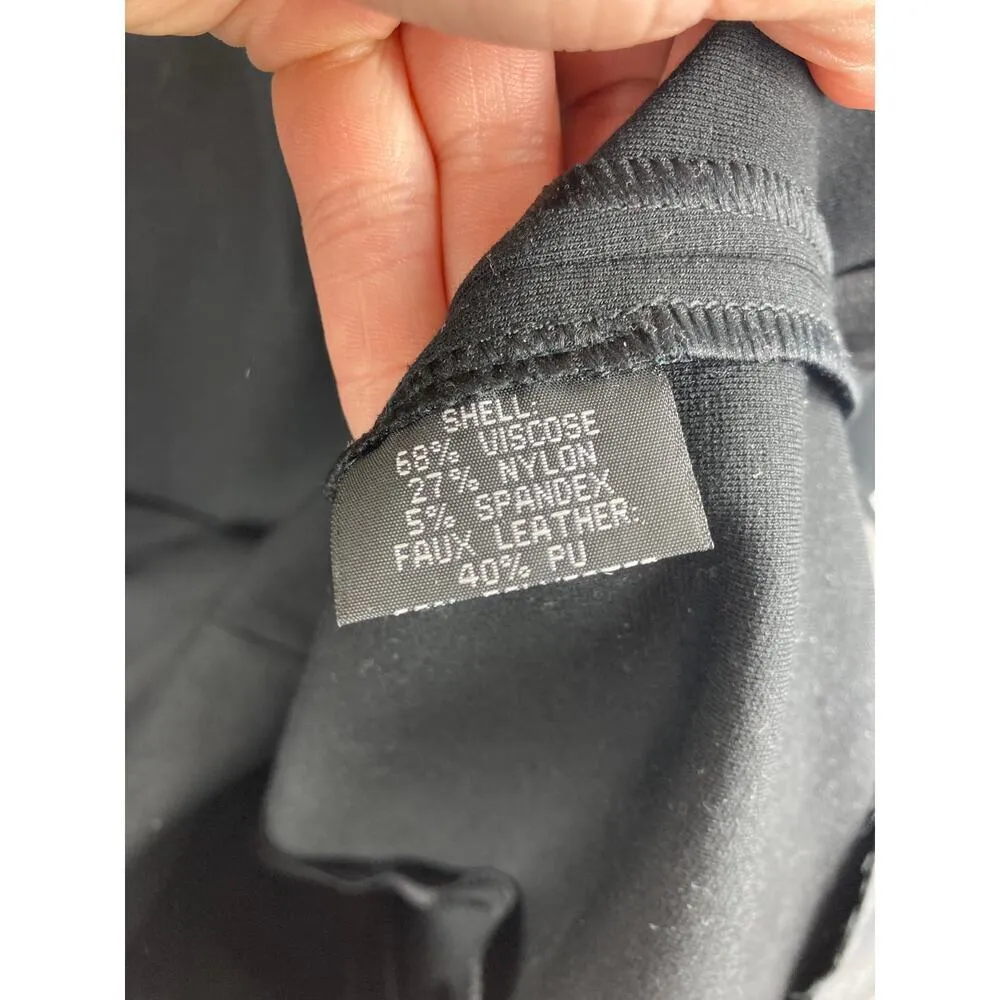 SHELL:
68% VISCOSE
27% NYLON
5% SPANDEX
FAUX LEATHER:
40% PU